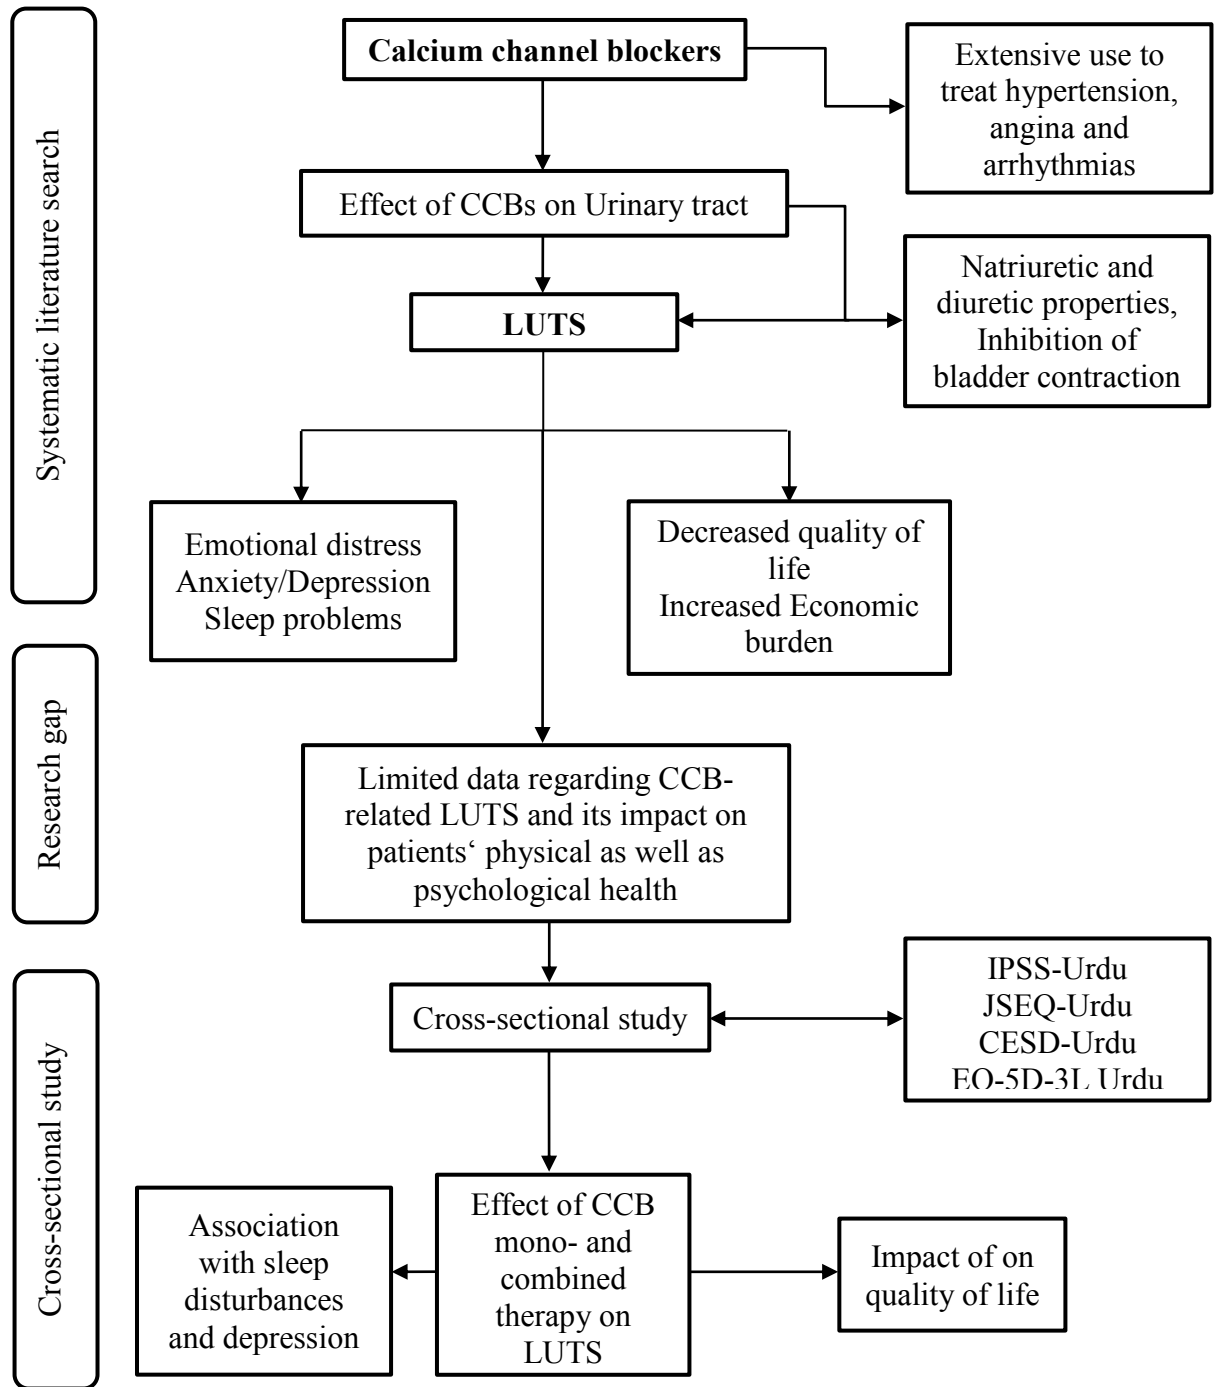 Systematic literature search
Calcium channel blockers
Extensive use to
treat hypertension,
angina and
arrhythmias
Effect of CCBs on Urinary tract
LUTS
Natriuretic and
diuretic properties,
Inhibition of
bladder contraction
Emotional distress
Anxiety/Depression
Sleep problems
Decreased quality of
life
Increased Economic
burden
Research gap
Limited data regarding CCB-
related LUTS and its impact on
patients‘ physical as well as
psychological health
Cross-sectional study
Cross-sectional study
IPSS-Urdu
JSEQ-Urdu
CESD-Urdu
EQ-5D-3L Urdu
Association
with sleep
disturbances
and depression
Effect of CCB
mono- and
combined
therapy on
LUTS
Impact of on
quality of life